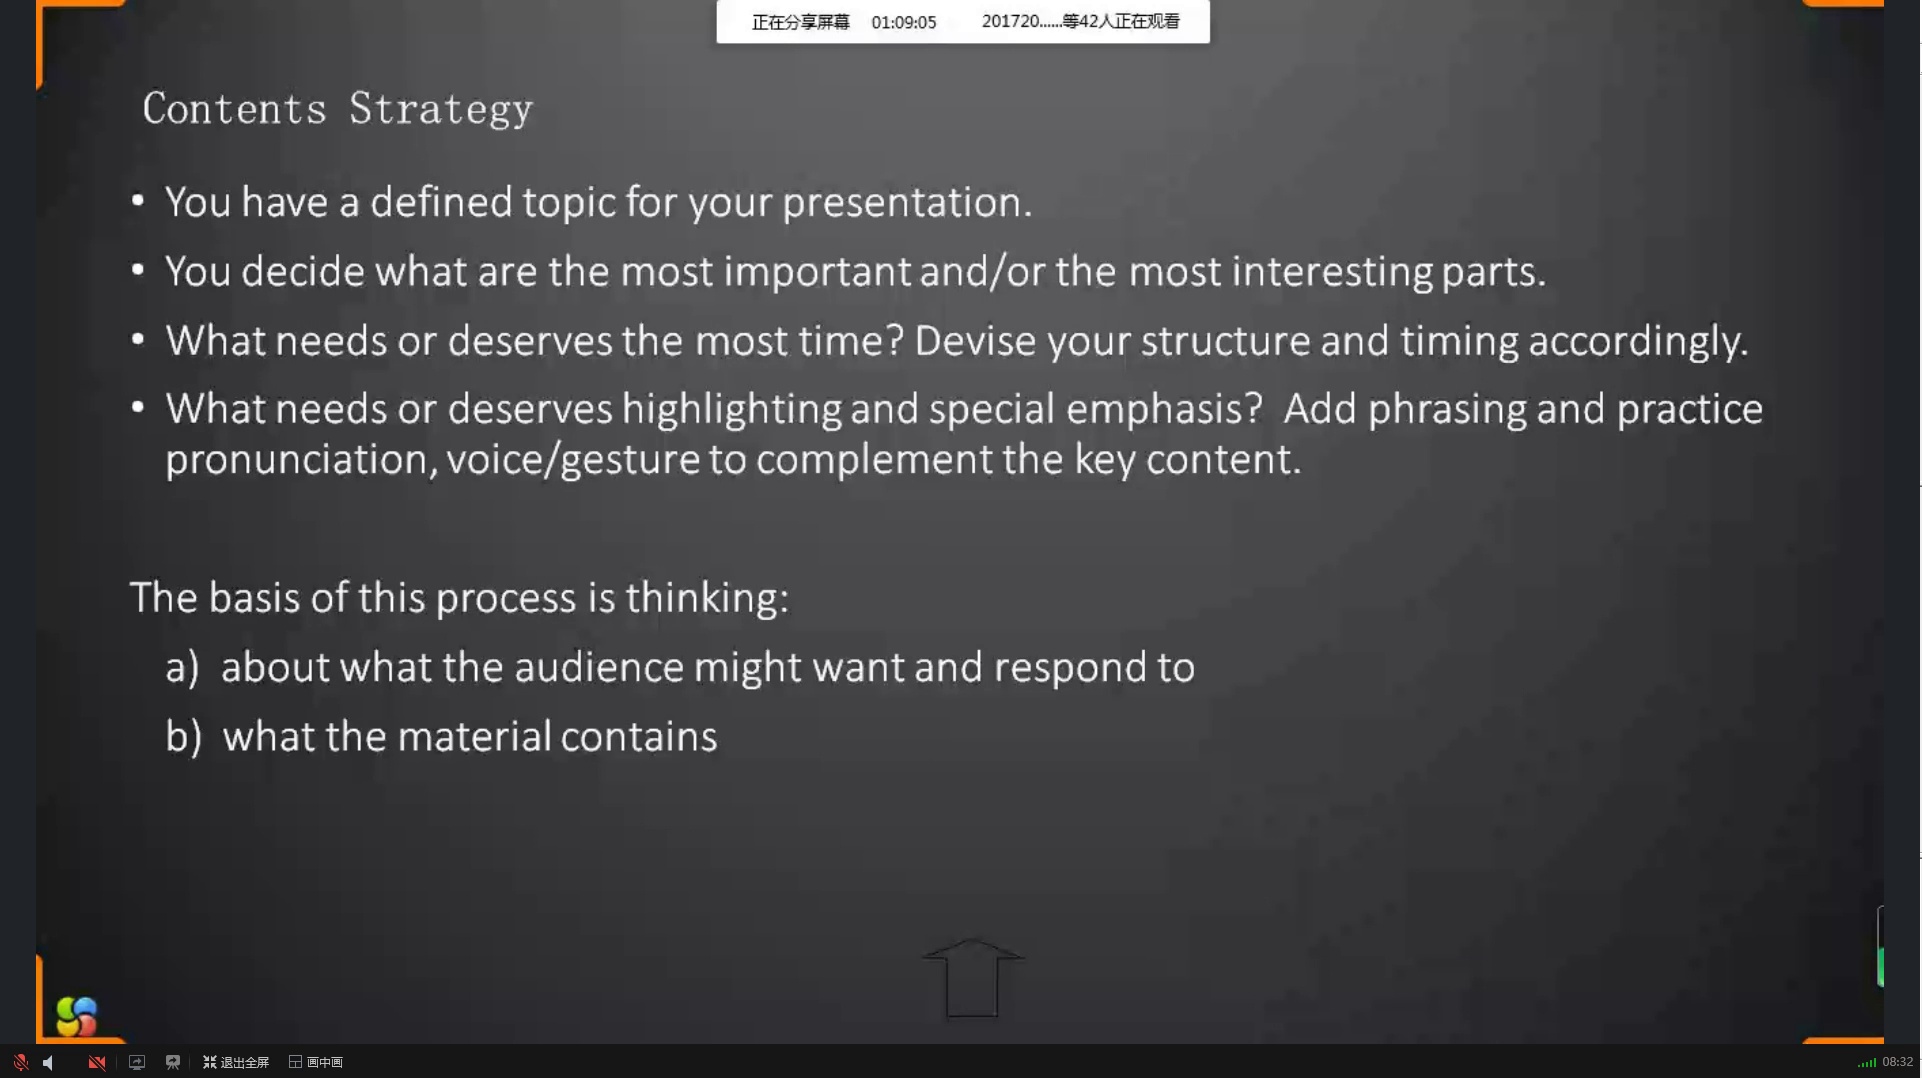 正在分享屏幕 01:09:05 201720......等42人正在观看
Contents Strategy
• You have a defined topic for your presentation.
• You decide what are the most important and/or the most interesting parts.
• What needs or deserves the most time? Devise your structure and timing accordingly.
• What needs or deserves highlighting and special emphasis? Add phrasing and practice
pronunciation, voice/gesture to complement the key content.
The basis of this process is thinking:
a) about what the audience might want and respond to
b) what the material contains
退出全屏 画中画 08:32